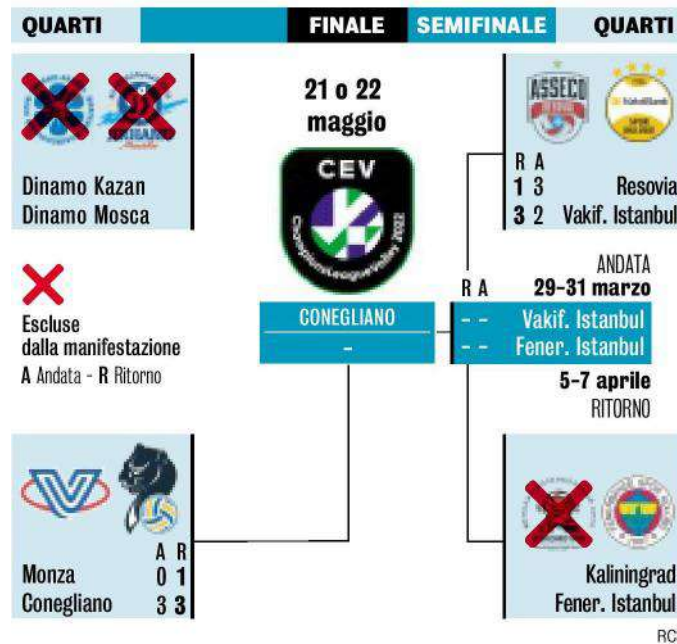 QUARTI
FINALE
SEMIFINALE
QUARTI
Dinamo Kazan
Dinamo Mosca
Escluse
dalla manifestazione
A Andata - R Ritorno
21 o 22
maggio
CEV
ChampionsLeagueVolley 2022
CONEGLIANO
-
ASSECO
R A
1 3 Resovia
3 2 Vakif. Istanbul
ANDATA
R A 29-31 marzo
- - Vakif. Istanbul
- - Fener. Istanbul
5-7 aprile
RITORNO
A R
Monza 0 1
Conegliano 3 3
Kaliningrad
Fener. Istanbul
RC